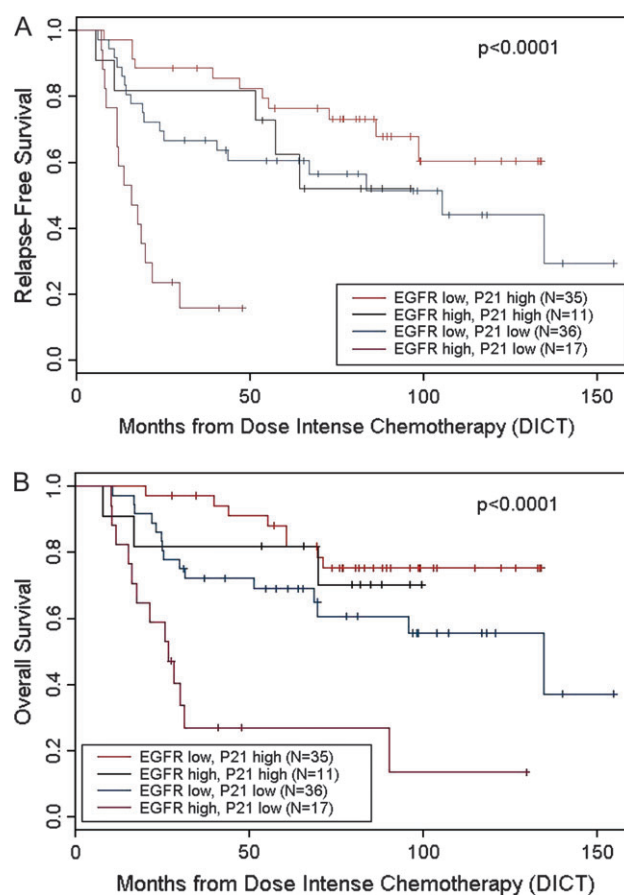 A
p<0.0001
Relapse-Free Survival
1.0
0.8
0.6
0.4
0.2
0.0
EGFR low, P21 high (N=35)
EGFR high, P21 high (N=11)
EGFR low, P21 low (N=36)
EGFR high, P21 low (N=17)
0
50
100
150
Months from Dose Intense Chemotherapy (DICT)
B
p<0.0001
Overall Survival
1.0
0.8
0.6
0.4
0.2
0.0
EGFR low, P21 high (N=35)
EGFR high, P21 high (N=11)
EGFR low, P21 low (N=36)
EGFR high, P21 low (N=17)
0
50
100
150
Months from Dose Intense Chemotherapy (DICT)